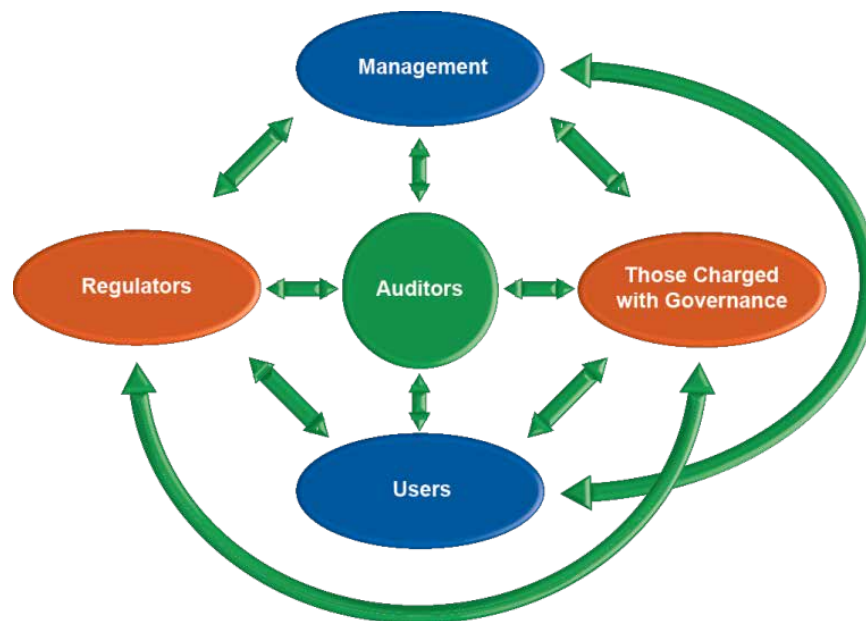 Management
Regulators
Auditors
Those Charged
with Governance
Users